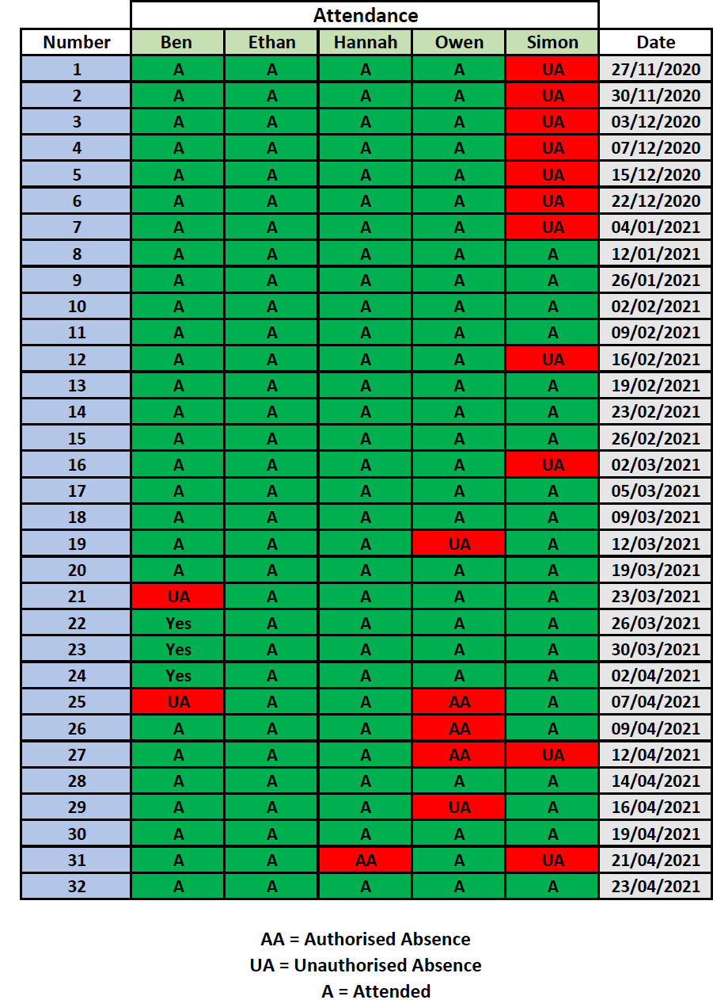 Attendance
Number Ben Ethan Hannah Owen Simon Date
1 A A A A UA 27/11/2020
2 A A A A UA 30/11/2020
3 A A A A UA 03/12/2020
4 A A A A UA 07/12/2020
5 A A A A UA 15/12/2020
6 A A A A UA 22/12/2020
7 A A A A UA 04/01/2021
8 A A A A A 12/01/2021
9 A A A A A 26/01/2021
10 A A A A A 02/02/2021
11 A A A A A 09/02/2021
12 A A A A UA 16/02/2021
13 A A A A A 19/02/2021
14 A A A A A 23/02/2021
15 A A A A A 26/02/2021
16 A A A A UA 02/03/2021
17 A A A A A 05/03/2021
18 A A A A A 09/03/2021
19 A A A UA A 12/03/2021
20 A A A A A 19/03/2021
21 UA A A A A 23/03/2021
22 Yes A A A A 26/03/2021
23 Yes A A A A 30/03/2021
24 Yes A A A A 02/04/2021
25 UA A A AA A 07/04/2021
26 A A A AA A 09/04/2021
27 A A A AA UA 12/04/2021
28 A A A A A 14/04/2021
29 A A A UA A 16/04/2021
30 A A A A A 19/04/2021
31 A A AA A UA 21/04/2021
32 A A A A A 23/04/2021
AA = Authorised Absence
UA = Unauthorised Absence
A = Attended